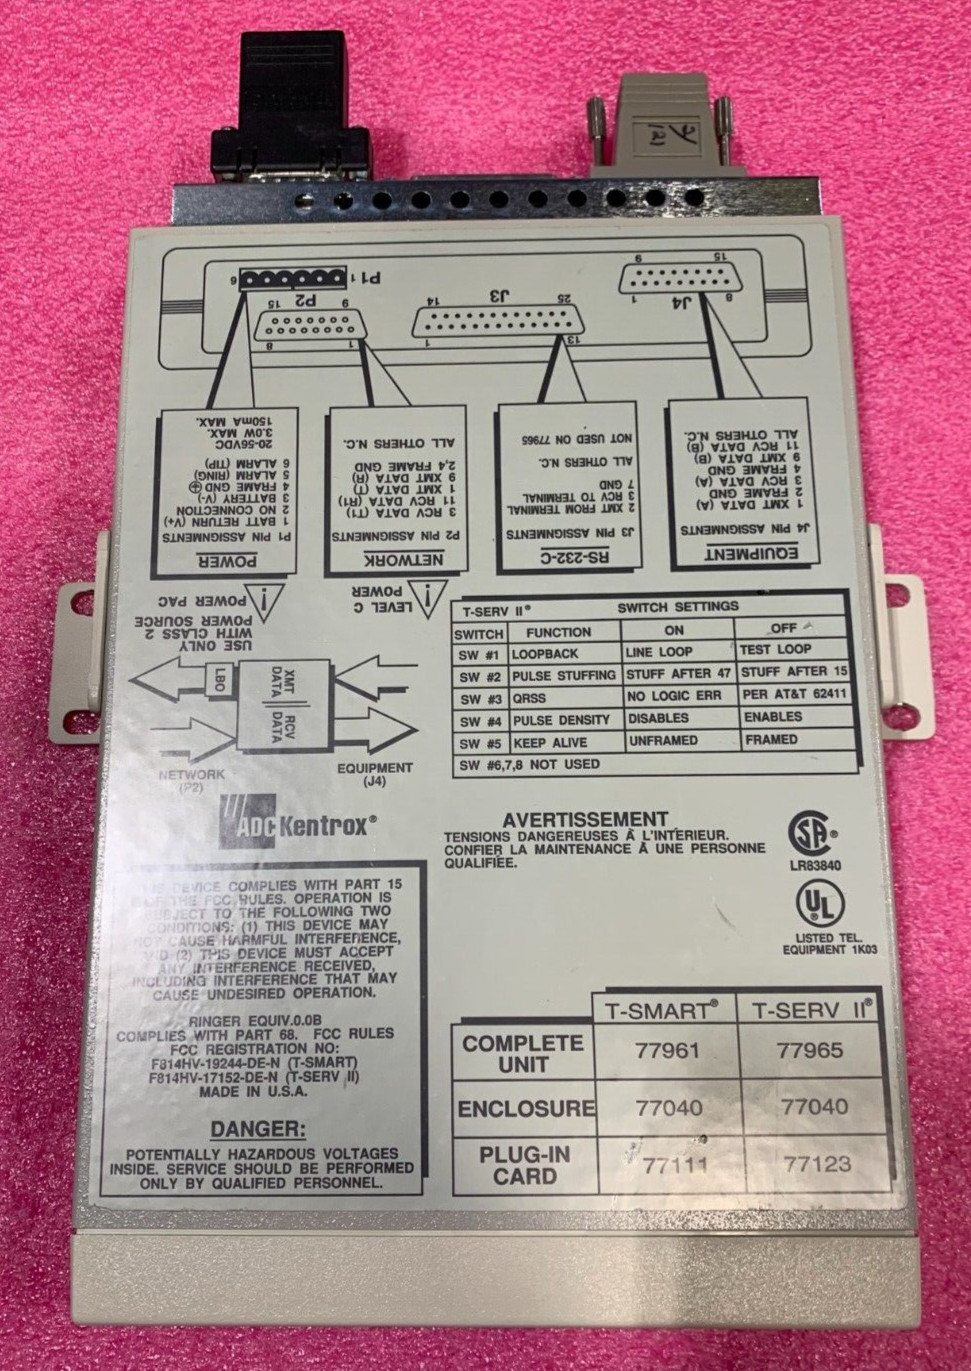 6 1 P1
15 P2 9
8 1
14 J3 25
1 13
9 15
1 J4 8
POWER
P1 PIN ASSIGNMENTS
1 BATT RETURN (V+)
2 NO CONNECTION
3 BATTERY (V-)
4 FRAME GND
5 ALARM (RING)
6 ALARM (TIP)
20-56VDC
3.0W MAX.
150mA MAX.
NETWORK
P2 PIN ASSIGNMENTS
3 RCV DATA (T1)
11 RCV DATA (R1)
1 XMT DATA (T)
9 XMT DATA (R)
2,4 FRAME GND
ALL OTHERS N.C.
RS-232-C
J3 PIN ASSIGNMENTS
2 XMT FROM TERMINAL
3 RCV TO TERMINAL
7 GND
ALL OTHERS N.C.
NOT USED ON 77965
EQUIPMENT
J4 PIN ASSIGNMENTS
1 XMT DATA (A)
2 FRAME GND
3 RCV DATA (A)
4 FRAME GND
9 XMT DATA (B)
11 RCV DATA (B)
ALL OTHERS N.C.
USE ONLY
WITH CLASS 2
POWER SOURCE
POWER PAC
!
LEVEL C
POWER
!
LBO
XMT
DATA
RCV
DATA
NETWORK
(P2)
EQUIPMENT
(J4)
T-SERV II® SWITCH SETTINGS
SWITCH FUNCTION ON OFF
SW #1 LOOPBACK LINE LOOP TEST LOOP
SW #2 PULSE STUFFING STUFF AFTER 47 STUFF AFTER 15
SW #3 QRSS NO LOGIC ERR PER AT&T 62411
SW #4 PULSE DENSITY DISABLES ENABLES
SW #5 KEEP ALIVE UNFRAMED FRAMED
SW #6,7,8 NOT USED
ADC Kentrox®
AVERTISSEMENT
TENSIONS DANGEREUSES À L'INTÉRIEUR.
CONFIER LA MAINTENANCE À UNE PERSONNE
QUALIFIÉE.
SA®
LR83840
UL
LISTED TEL.
EQUIPMENT 1K03
DEVICE COMPLIES WITH PART 15
OF THE FCC RULES. OPERATION IS
SUBJECT TO THE FOLLOWING TWO
CONDITIONS: (1) THIS DEVICE MAY
NOT CAUSE HARMFUL INTERFERENCE,
AND (2) THIS DEVICE MUST ACCEPT
ANY INTERFERENCE RECEIVED,
INCLUDING INTERFERENCE THAT MAY
CAUSE UNDESIRED OPERATION.
RINGER EQUIV.0.0B
COMPLIES WITH PART 68. FCC RULES
FCC REGISTRATION NO:
F814HV-19244-DE-N (T-SMART)
F814HV-17152-DE-N (T-SERV II)
MADE IN U.S.A.
DANGER:
POTENTIALLY HAZARDOUS VOLTAGES
INSIDE. SERVICE SHOULD BE PERFORMED
ONLY BY QUALIFIED PERSONNEL.
T-SMART® T-SERV II®
COMPLETE UNIT 77961 77965
ENCLOSURE 77040 77040
PLUG-IN CARD 77111 77123